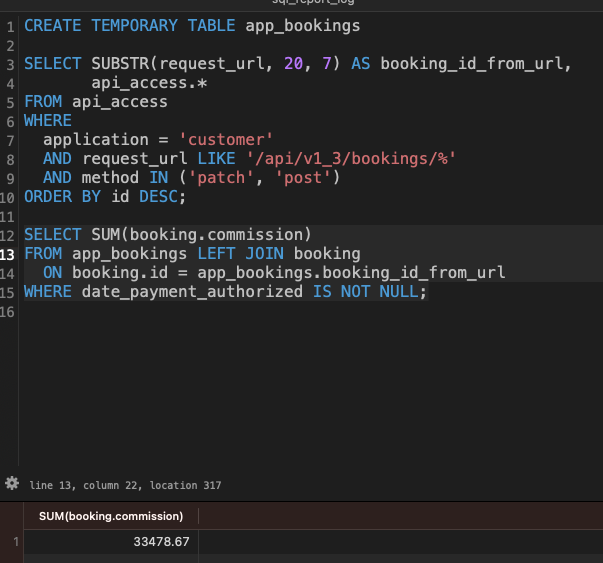 sql_report_log
1 CREATE TEMPORARY TABLE app_bookings
2
3 SELECT SUBSTR(request_url, 20, 7) AS booking_id_from_url,
4 api_access.*
5 FROM api_access
6 WHERE
7 application = 'customer'
8 AND request_url LIKE '/api/v1_3/bookings/%'
9 AND method IN ('patch', 'post')
10 ORDER BY id DESC;
11
12 SELECT SUM(booking.commission)
13 FROM app_bookings LEFT JOIN booking
14 ON booking.id = app_bookings.booking_id_from_url
15 WHERE date_payment_authorized IS NOT NULL;
16
line 13, column 22, location 317
SUM(booking.commission)
1 33478.67